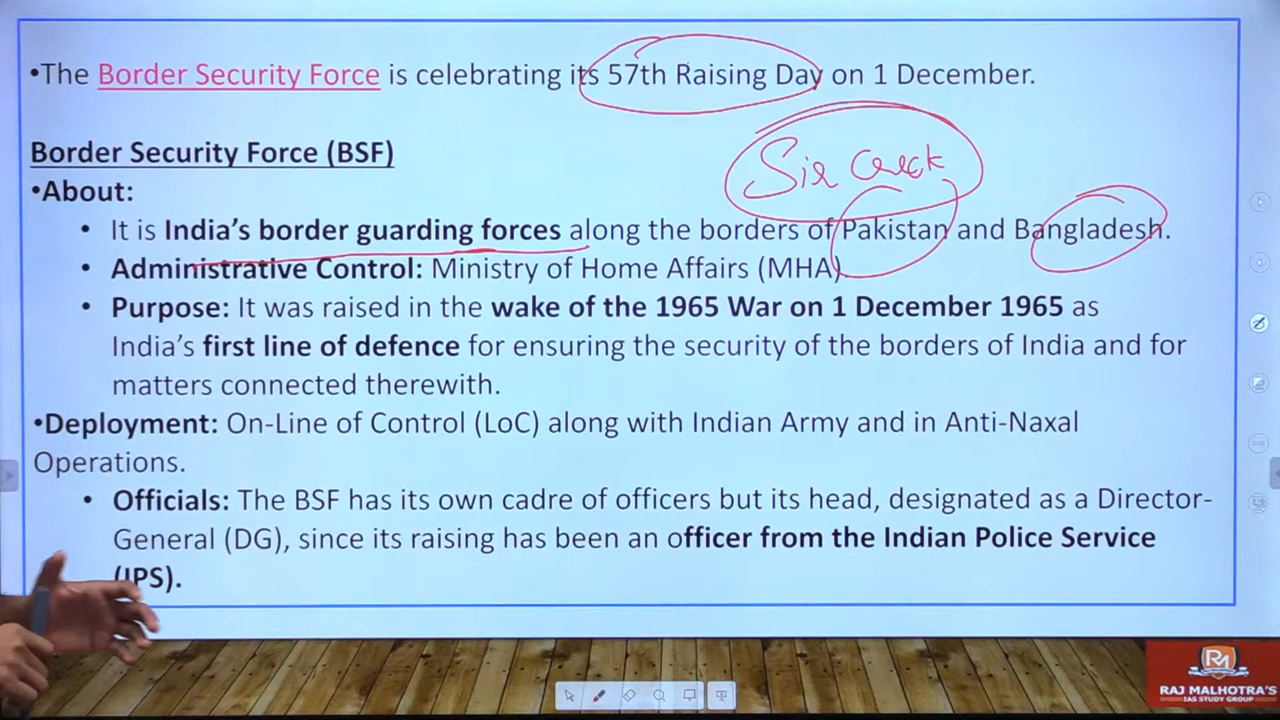 •The Border Security Force is celebrating its 57th Raising Day on 1 December.
Sir Creek
Border Security Force (BSF)
•About:
• It is India's border guarding forces along the borders of Pakistan and Bangladesh.
• Administrative Control: Ministry of Home Affairs (MHA)
• Purpose: It was raised in the wake of the 1965 War on 1 December 1965 as
India's first line of defence for ensuring the security of the borders of India and for
matters connected therewith.
•Deployment: On-Line of Control (LoC) along with Indian Army and in Anti-Naxal
Operations.
• Officials: The BSF has its own cadre of officers but its head, designated as a Director-
General (DG), since its raising has been an officer from the Indian Police Service
(IPS).
RM
RAJ MALHOTRA'S
IAS STUDY GROUP